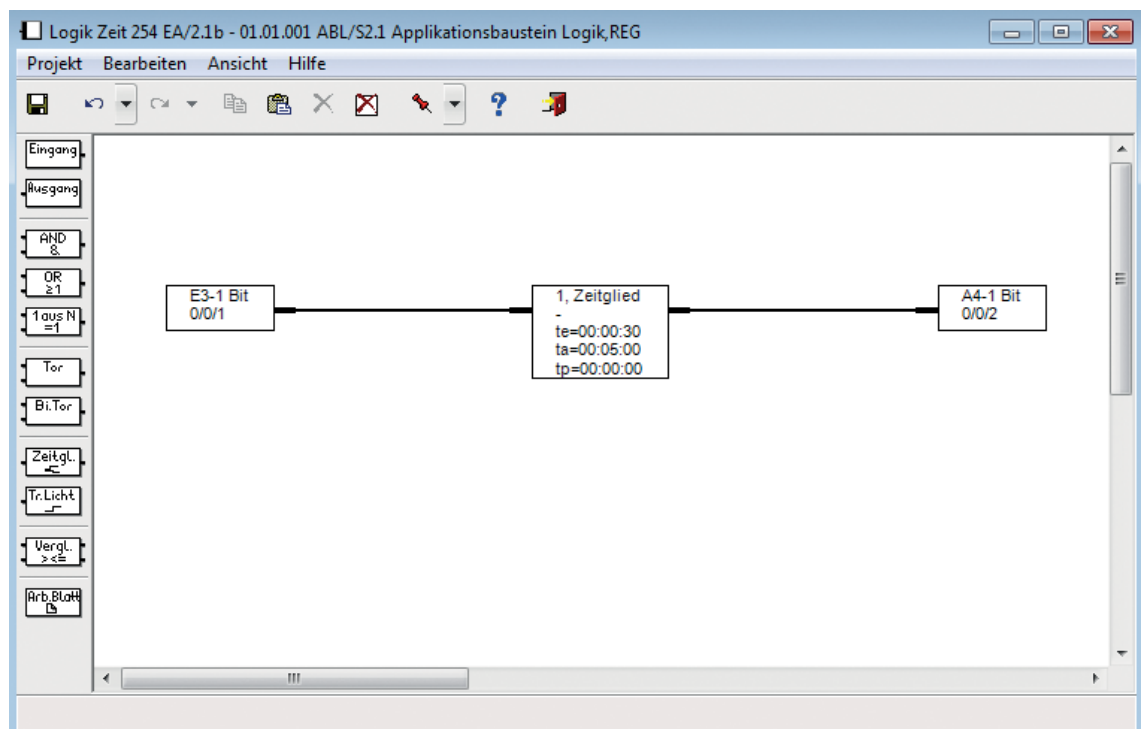 Logik Zeit 254 EA/2.1b - 01.01.001 ABL/S2.1 Applikationsbaustein Logik,REG
Projekt Bearbeiten Ansicht Hilfe
Eingang
Ausgang
AND
&
OR
≥1
1 aus N
=1
Tor
Bi.Tor
Zeitgl.
Tr.Licht
Vergl.
><=
Arb.Blatt
E3-1 Bit
0/0/1
1, Zeitglied
-
te=00:00:30
ta=00:05:00
tp=00:00:00
A4-1 Bit
0/0/2